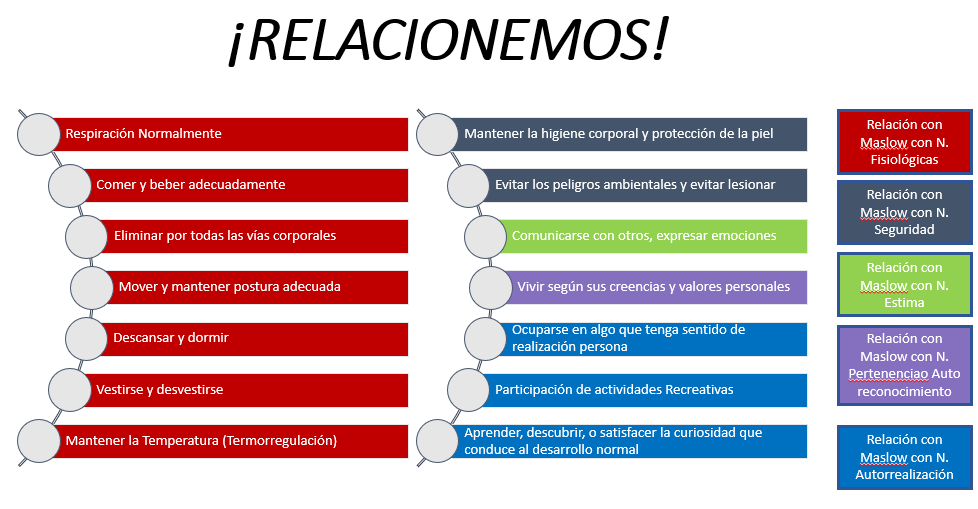 ¡RELACIONEMOS!
Respiración Normalmente
Comer y beber adecuadamente
Eliminar por todas las vías corporales
Mover y mantener postura adecuada
Descansar y dormir
Vestirse y desvestirse
Mantener la Temperatura (Termorregulación)
Mantener la higiene corporal y protección de la piel
Evitar los peligros ambientales y evitar lesionar
Comunicarse con otros, expresar emociones
Vivir según sus creencias y valores personales
Ocuparse en algo que tenga sentido de
realización persona
Participación de actividades Recreativas
Aprender, descubrir, o satisfacer la curiosidad que
conduce al desarrollo normal
Relación con
Maslow con N.
Fisiológicas
Relación con
Maslow con N.
Seguridad
Relación con
Maslow con N.
Estima
Relación con
Maslow con N.
Pertenenciao Auto
reconocimiento
Relación con
Maslow con N.
Autorrealización